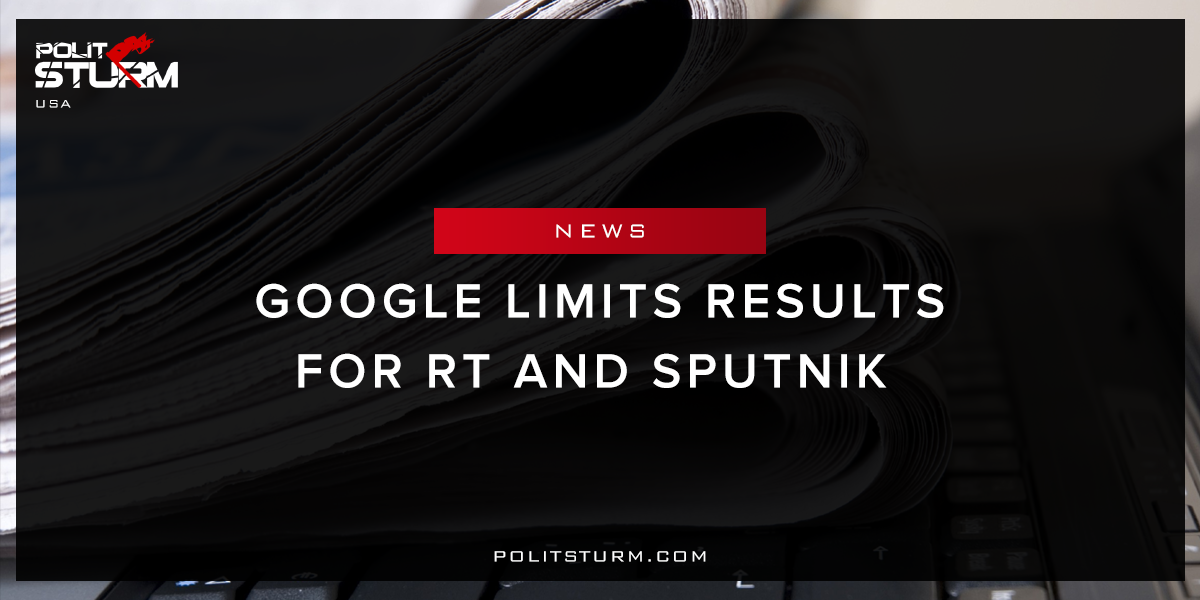 POLIT
STURM
USA
NEWS
GOOGLE LIMITS RESULTS
FOR RT AND SPUTNIK
POLITSTURM.COM